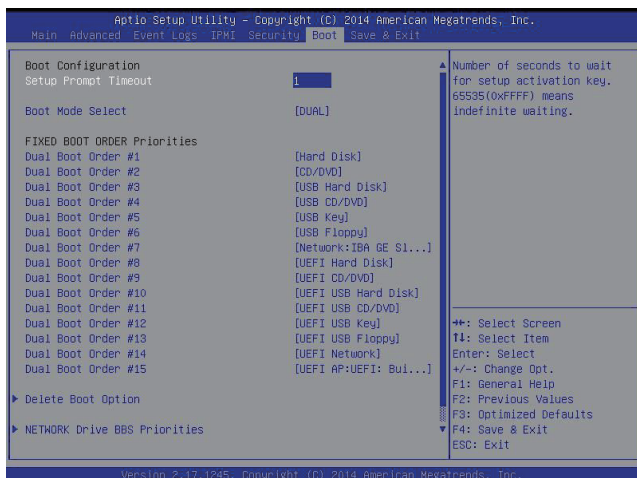 Aptio Setup Utility – Copyright (C) 2014 American Megatrends, Inc.
Main Advanced Event Logs IPMI Security Boot Save & Exit
Boot Configuration
Setup Prompt Timeout 1
Boot Mode Select [DUAL]
FIXED BOOT ORDER Priorities
Dual Boot Order #1 [Hard Disk]
Dual Boot Order #2 [CD/DVD]
Dual Boot Order #3 [USB Hard Disk]
Dual Boot Order #4 [USB CD/DVD]
Dual Boot Order #5 [USB Key]
Dual Boot Order #6 [USB Floppy]
Dual Boot Order #7 [Network:IBA GE Sl...]
Dual Boot Order #8 [UEFI Hard Disk]
Dual Boot Order #9 [UEFI CD/DVD]
Dual Boot Order #10 [UEFI USB Hard Disk]
Dual Boot Order #11 [UEFI USB CD/DVD]
Dual Boot Order #12 [UEFI USB Key]
Dual Boot Order #13 [UEFI USB Floppy]
Dual Boot Order #14 [UEFI Network]
Dual Boot Order #15 [UEFI AP:UEFI: Bui...]
Delete Boot Option
NETWORK Drive BBS Priorities
Number of seconds to wait
for setup activation key.
65535(0xFFFF) means
indefinite waiting.
→←: Select Screen
↑↓: Select Item
Enter: Select
+/-: Change Opt.
F1: General Help
F2: Previous Values
F3: Optimized Defaults
F4: Save & Exit
ESC: Exit
Version 2.17.1245. Copyright (C) 2014 American Megatrends, Inc.